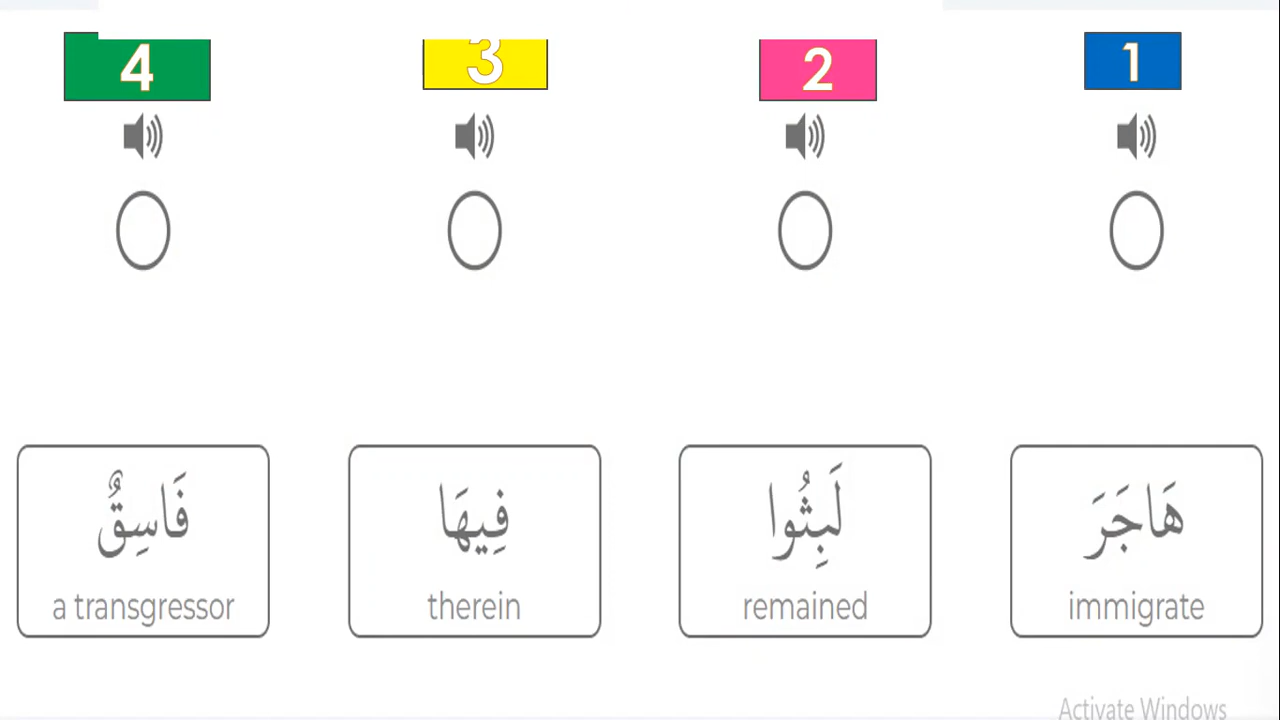 4 3 2 1
فَاسِقٌ فِيهَا لَبِثُوا هَاجَرَ
a transgressor therein remained immigrate
Activate Windows